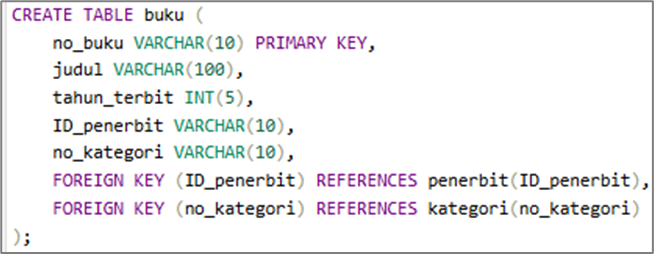 CREATE TABLE buku (
    no_buku VARCHAR(10) PRIMARY KEY,
    judul VARCHAR(100),
    tahun_terbit INT(5),
    ID_penerbit VARCHAR(10),
    no_kategori VARCHAR(10),
    FOREIGN KEY (ID_penerbit) REFERENCES penerbit(ID_penerbit),
    FOREIGN KEY (no_kategori) REFERENCES kategori(no_kategori)
);